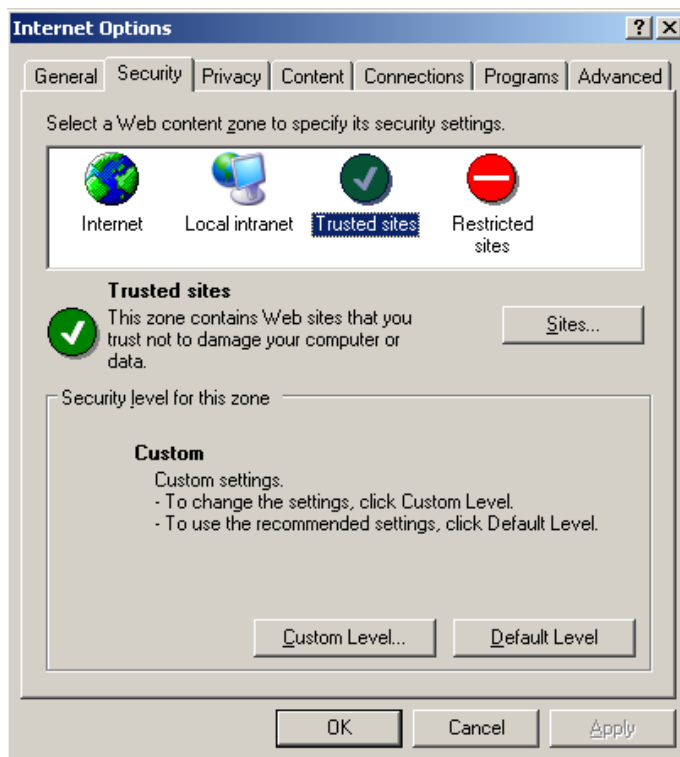 Internet Options
General Security Privacy Content Connections Programs Advanced
Select a Web content zone to specify its security settings.
Internet Local intranet Trusted sites Restricted sites
Trusted sites
This zone contains Web sites that you
trust not to damage your computer or
data.
Sites...
Security level for this zone
Custom
Custom settings.
- To change the settings, click Custom Level.
- To use the recommended settings, click Default Level.
Custom Level... Default Level
OK Cancel Apply